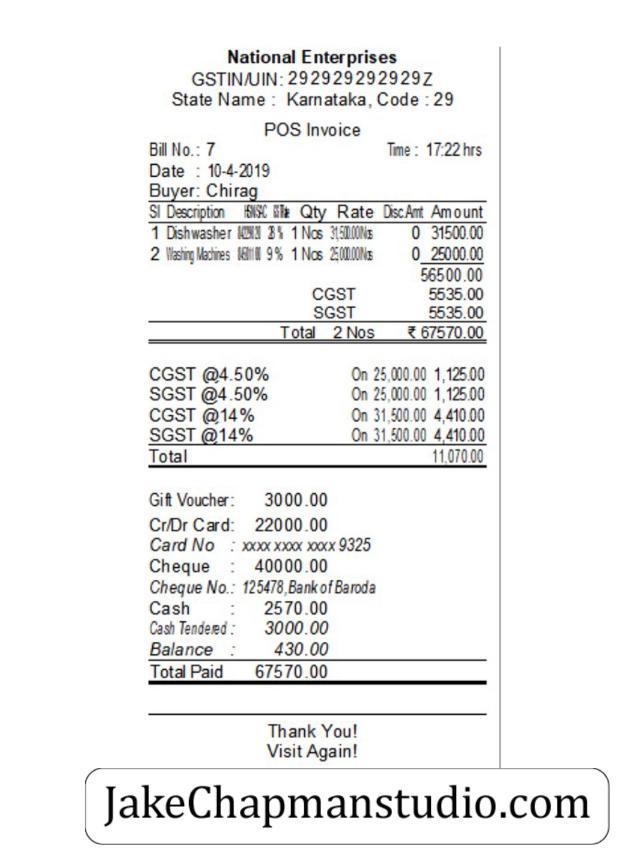 National Enterprises
GSTIN/UIN: 292929292929Z
State Name : Karnataka, Code : 29
POS Invoice
Bill No.: 7 Time : 17:22 hrs
Date : 10-4-2019
Buyer: Chirag
Sl Description HSN/SAC GST Rate Qty Rate Disc.Amt Amount
1 Dishwasher 28 % 1 Nos 31,500.00/Nos 0 31500.00
2 Washing Machines 9 % 1 Nos 25,000.00/Nos 0 25000.00
56500.00
CGST 5535.00
SGST 5535.00
Total 2 Nos ₹ 67570.00
CGST @4.50% On 25,000.00 1,125.00
SGST @4.50% On 25,000.00 1,125.00
CGST @14% On 31,500.00 4,410.00
SGST @14% On 31,500.00 4,410.00
Total 11,070.00
Gift Voucher: 3000.00
Cr/Dr Card: 22000.00
Card No : xxxx xxxx xxxx 9325
Cheque : 40000.00
Cheque No.: 125478,Bank of Baroda
Cash : 2570.00
Cash Tendered : 3000.00
Balance : 430.00
Total Paid 67570.00
Thank You!
Visit Again!
JakeChapmanstudio.com